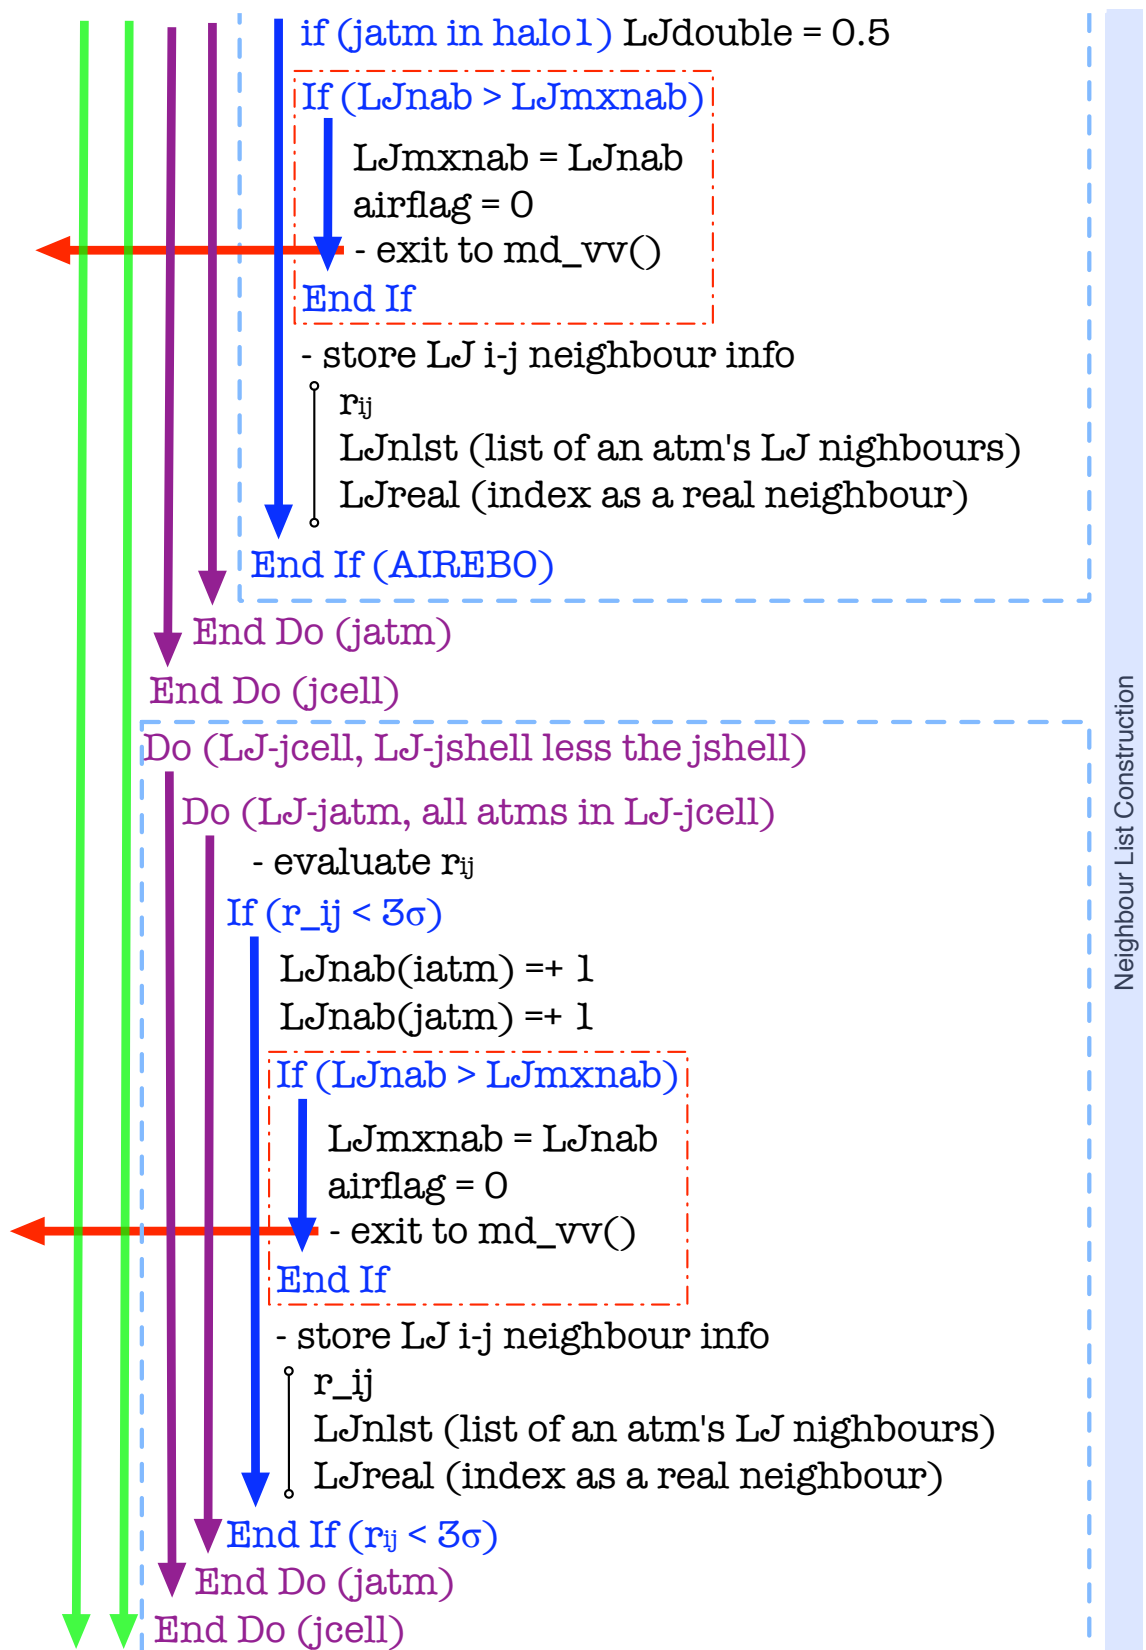 if (jatm in halo1) LJdouble = 0.5
If (LJnab > LJmxnab)
LJmxnab = LJnab
airflag = 0
- exit to md_vv()
End If
- store LJ i-j neighbour info
rij
LJnlst (list of an atm's LJ nighbours)
LJreal (index as a real neighbour)
End If (AIREBO)
End Do (jatm)
End Do (jcell)
Do (LJ-jcell, LJ-jshell less the jshell)
Do (LJ-jatm, all atms in LJ-jcell)
- evaluate rij
If (r_ij < 3σ)
LJnab(iatm) =+ 1
LJnab(jatm) =+ 1
If (LJnab > LJmxnab)
LJmxnab = LJnab
airflag = 0
- exit to md_vv()
End If
- store LJ i-j neighbour info
r_ij
LJnlst (list of an atm's LJ nighbours)
LJreal (index as a real neighbour)
End If (rij < 3σ)
End Do (jatm)
End Do (jcell)
Neighbour List Construction